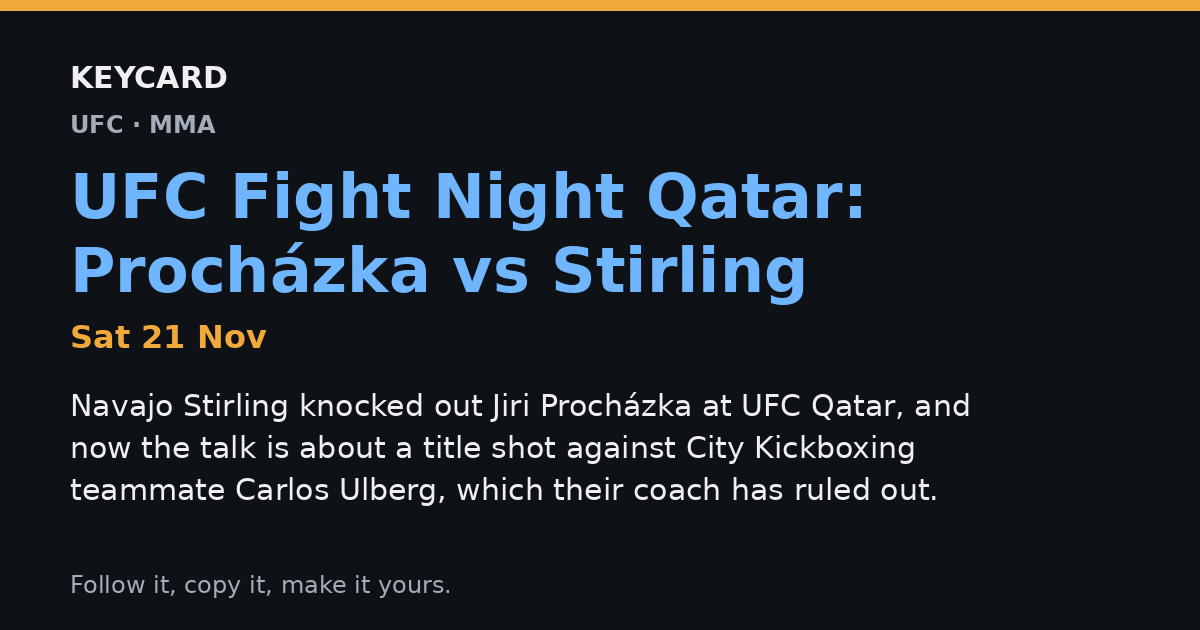 KEYCARD
UFC · MMA
UFC Fight Night Qatar:
Procházka vs Stirling
Sat 21 Nov
Navajo Stirling knocked out Jiri Procházka at UFC Qatar, and
now the talk is about a title shot against City Kickboxing
teammate Carlos Ulberg, which their coach has ruled out.
Follow it, copy it, make it yours.